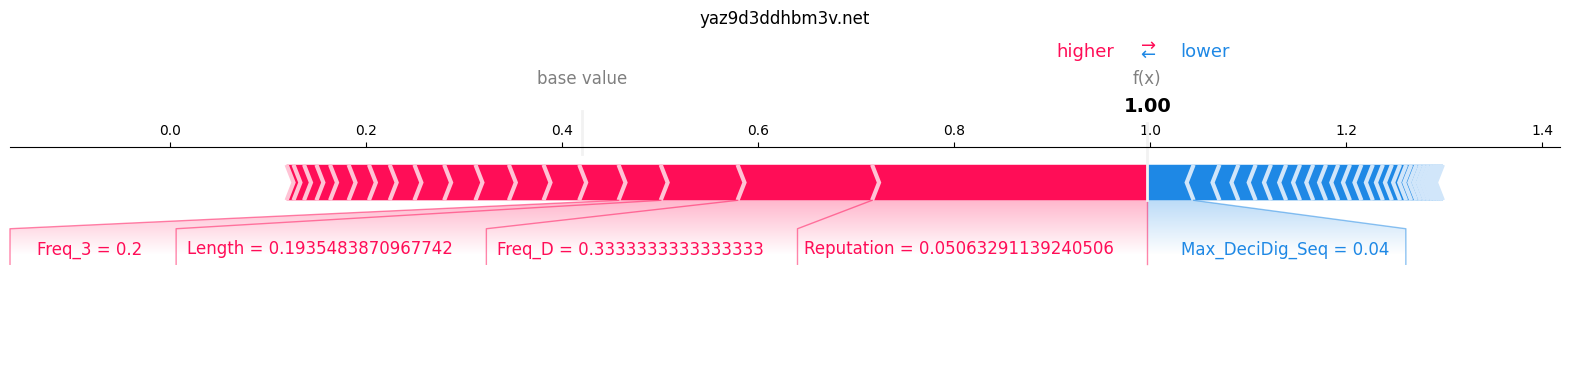 yaz9d3ddhbm3v.net
higher → ← lower
base value f(x)
1.00
0.0 0.2 0.4 0.6 0.8 1.0 1.2 1.4
Freq_3 = 0.2 Length = 0.1935483870967742 Freq_D = 0.3333333333333333 Reputation = 0.05063291139240506 Max_DeciDig_Seq = 0.04